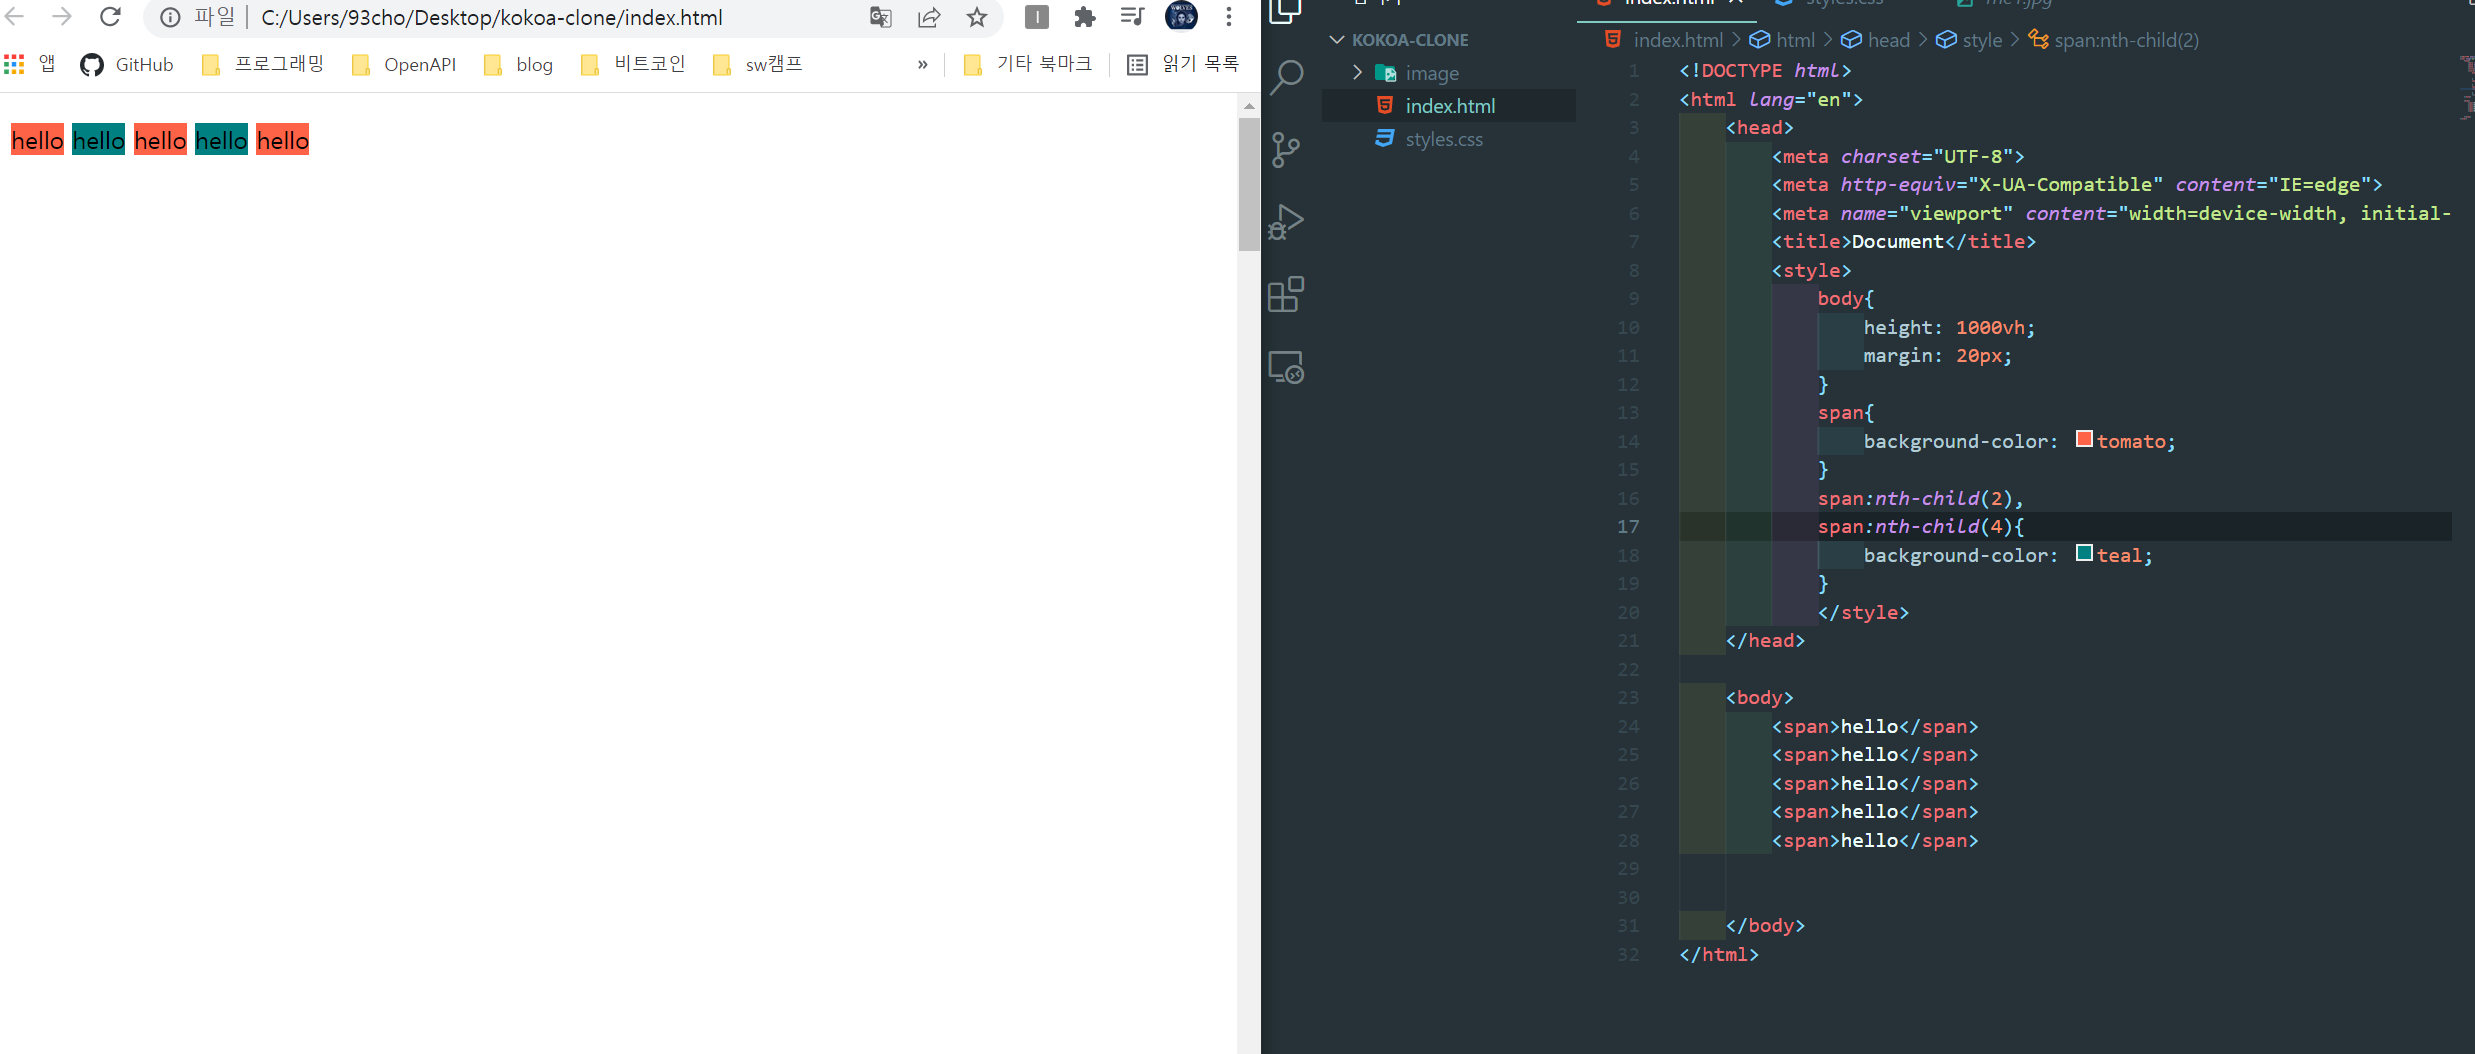 파일 C:/Users/93cho/Desktop/kokoa-clone/index.html
앱 GitHub 프로그래밍 OpenAPI blog 비트코인 sw캠프 » 기타 북마크 읽기 목록
hello hello hello hello hello
index.html styles.css me1.jpg
KOKOA-CLONE
image
index.html
styles.css
index.html > html > head > style > span:nth-child(2)
1 <!DOCTYPE html>
2 <html lang="en">
3 <head>
4 <meta charset="UTF-8">
5 <meta http-equiv="X-UA-Compatible" content="IE=edge">
6 <meta name="viewport" content="width=device-width, initial-
7 <title>Document</title>
8 <style>
9 body{
10 height: 1000vh;
11 margin: 20px;
12 }
13 span{
14 background-color: tomato;
15 }
16 span:nth-child(2),
17 span:nth-child(4){
18 background-color: teal;
19 }
20 </style>
21 </head>
22
23 <body>
24 <span>hello</span>
25 <span>hello</span>
26 <span>hello</span>
27 <span>hello</span>
28 <span>hello</span>
29
30
31 </body>
32 </html>